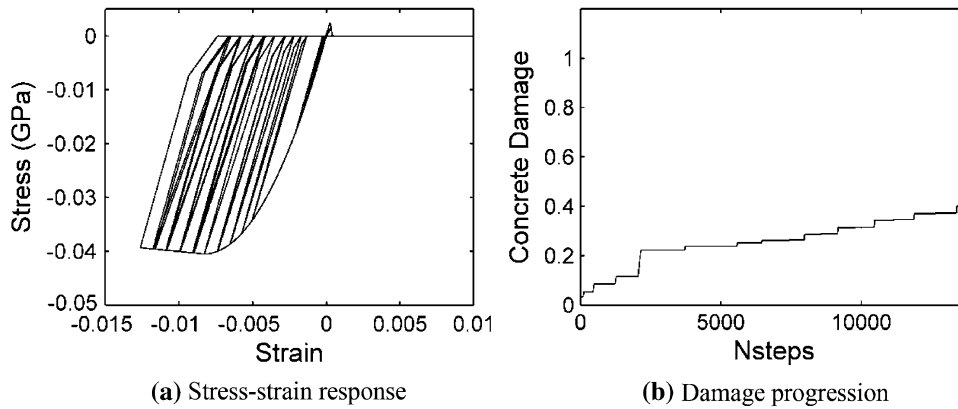 0
-0.01
-0.02
-0.03
-0.04
-0.05
-0.015 -0.01 -0.005 0 0.005 0.01
Stress (GPa)
Strain
(a) Stress-strain response
1
0.8
0.6
0.4
0.2
0
0 5000 10000
Concrete Damage
Nsteps
(b) Damage progression